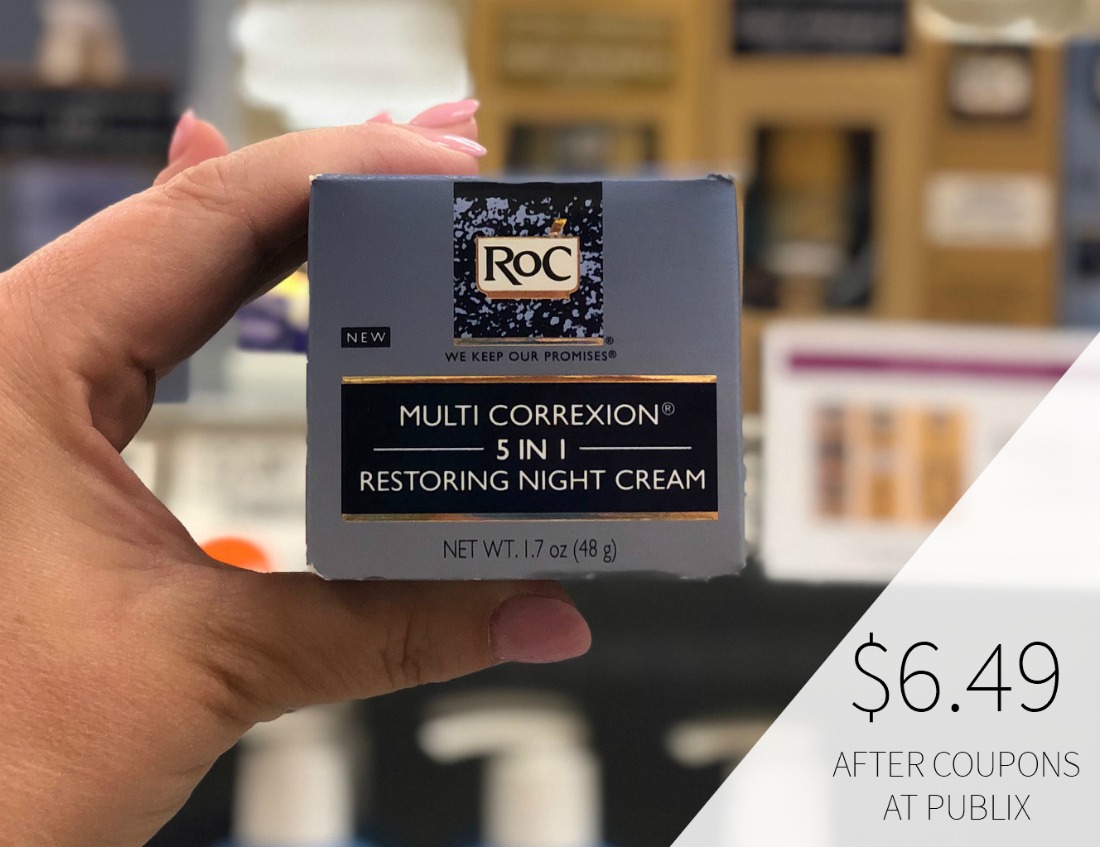 RoC
®
NEW
WE KEEP OUR PROMISES®
MULTI CORREXION®
5 IN 1
RESTORING NIGHT CREAM
NET WT. 1.7 oz (48 g)
$6.49
AFTER COUPONS
AT PUBLIX